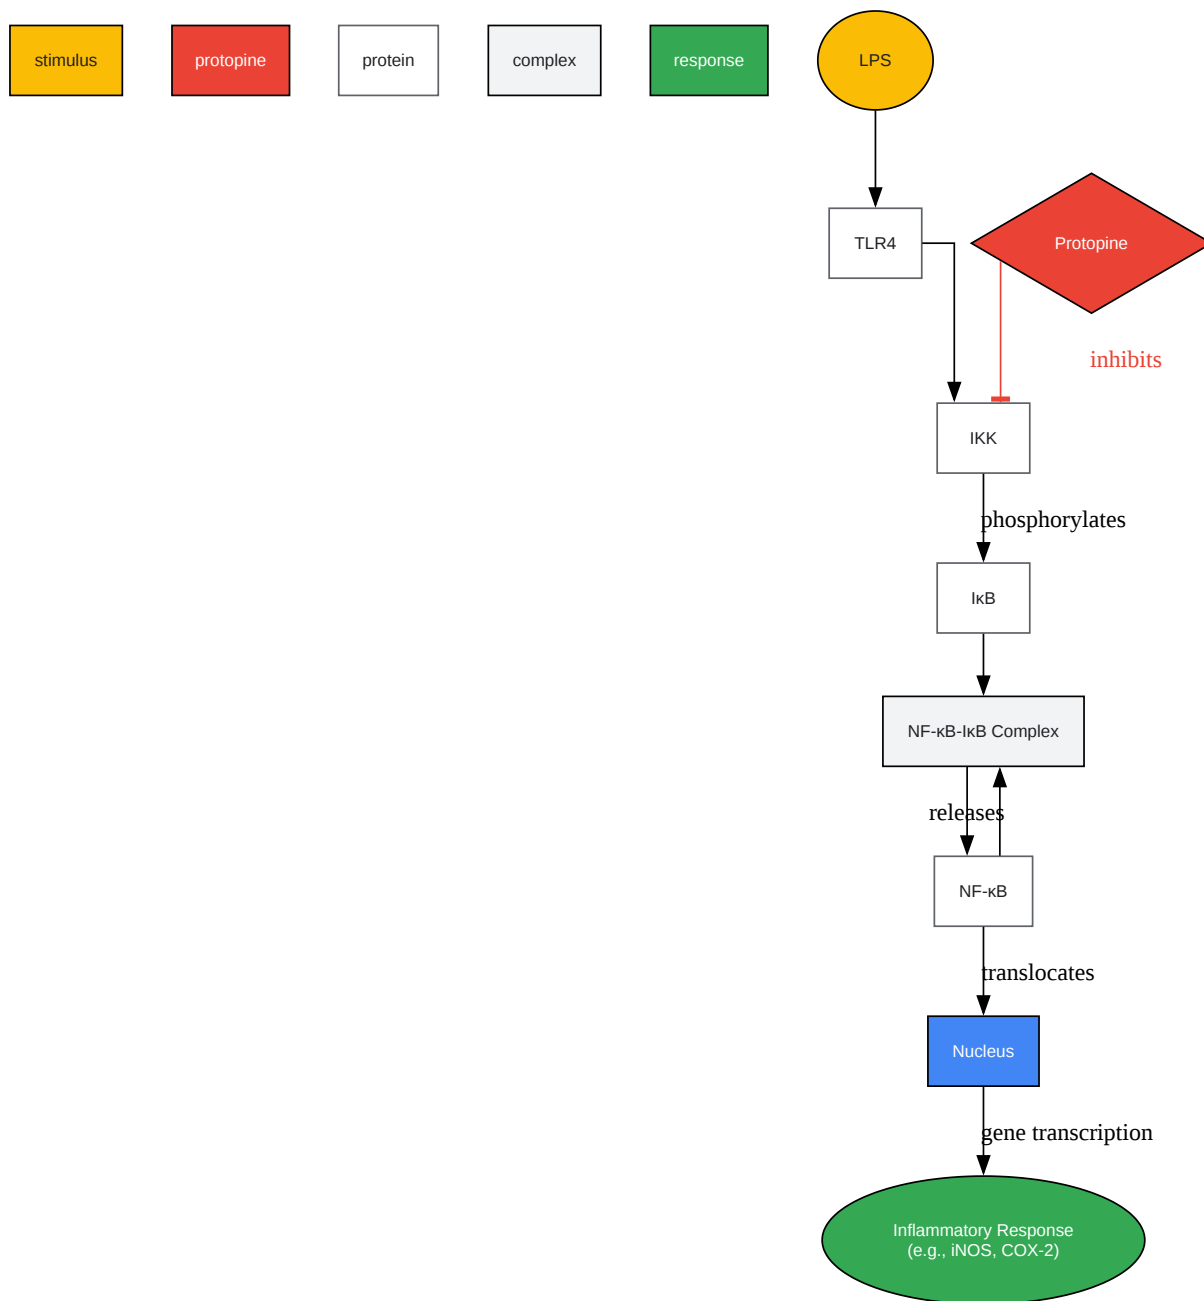 stimulus
protopine
protein
complex
response
LPS
TLR4
Protopine
inhibits
IKK
phosphorylates
IκB
NF-κB-IκB Complex
releases
NF-κB
translocates
Nucleus
gene transcription
Inflammatory Response
(e.g., iNOS, COX-2)